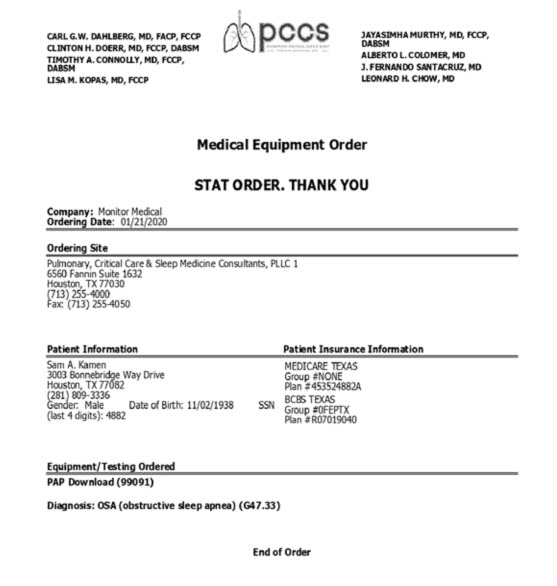 CARL G.W. DAHLBERG, MD, FACP, FCCP
CLINTON H. DOERR, MD, FCCP, DABSM
TIMOTHY A. CONNOLLY, MD, FCCP,
DABSM
LISA M. KOPAS, MD, FCCP
pccs
JAYASIMHA MURTHY, MD, FCCP,
DABSM
ALBERTO L. COLOMER, MD
J. FERNANDO SANTACRUZ, MD
LEONARD H. CHOW, MD
Medical Equipment Order
STAT ORDER. THANK YOU
Company: Monitor Medical
Ordering Date: 01/21/2020
Ordering Site
Pulmonary, Critical Care & Sleep Medicine Consultants, PLLC 1
6560 Fannin Suite 1632
Houston, TX 77030
(713) 255-4000
Fax: (713) 255-4050
Patient Information
Sam A. Kamen
3003 Bonnebridge Way Drive
Houston, TX 77082
(281) 809-3336
Gender: Male Date of Birth: 11/02/1938 SSN
(last 4 digits): 4882
Patient Insurance Information
MEDICARE TEXAS
Group #NONE
Plan #453524882A
BCBS TEXAS
Group #0FEPTX
Plan #R07019040
Equipment/Testing Ordered
PAP Download (99091)
Diagnosis: OSA (obstructive sleep apnea) (G47.33)
End of Order